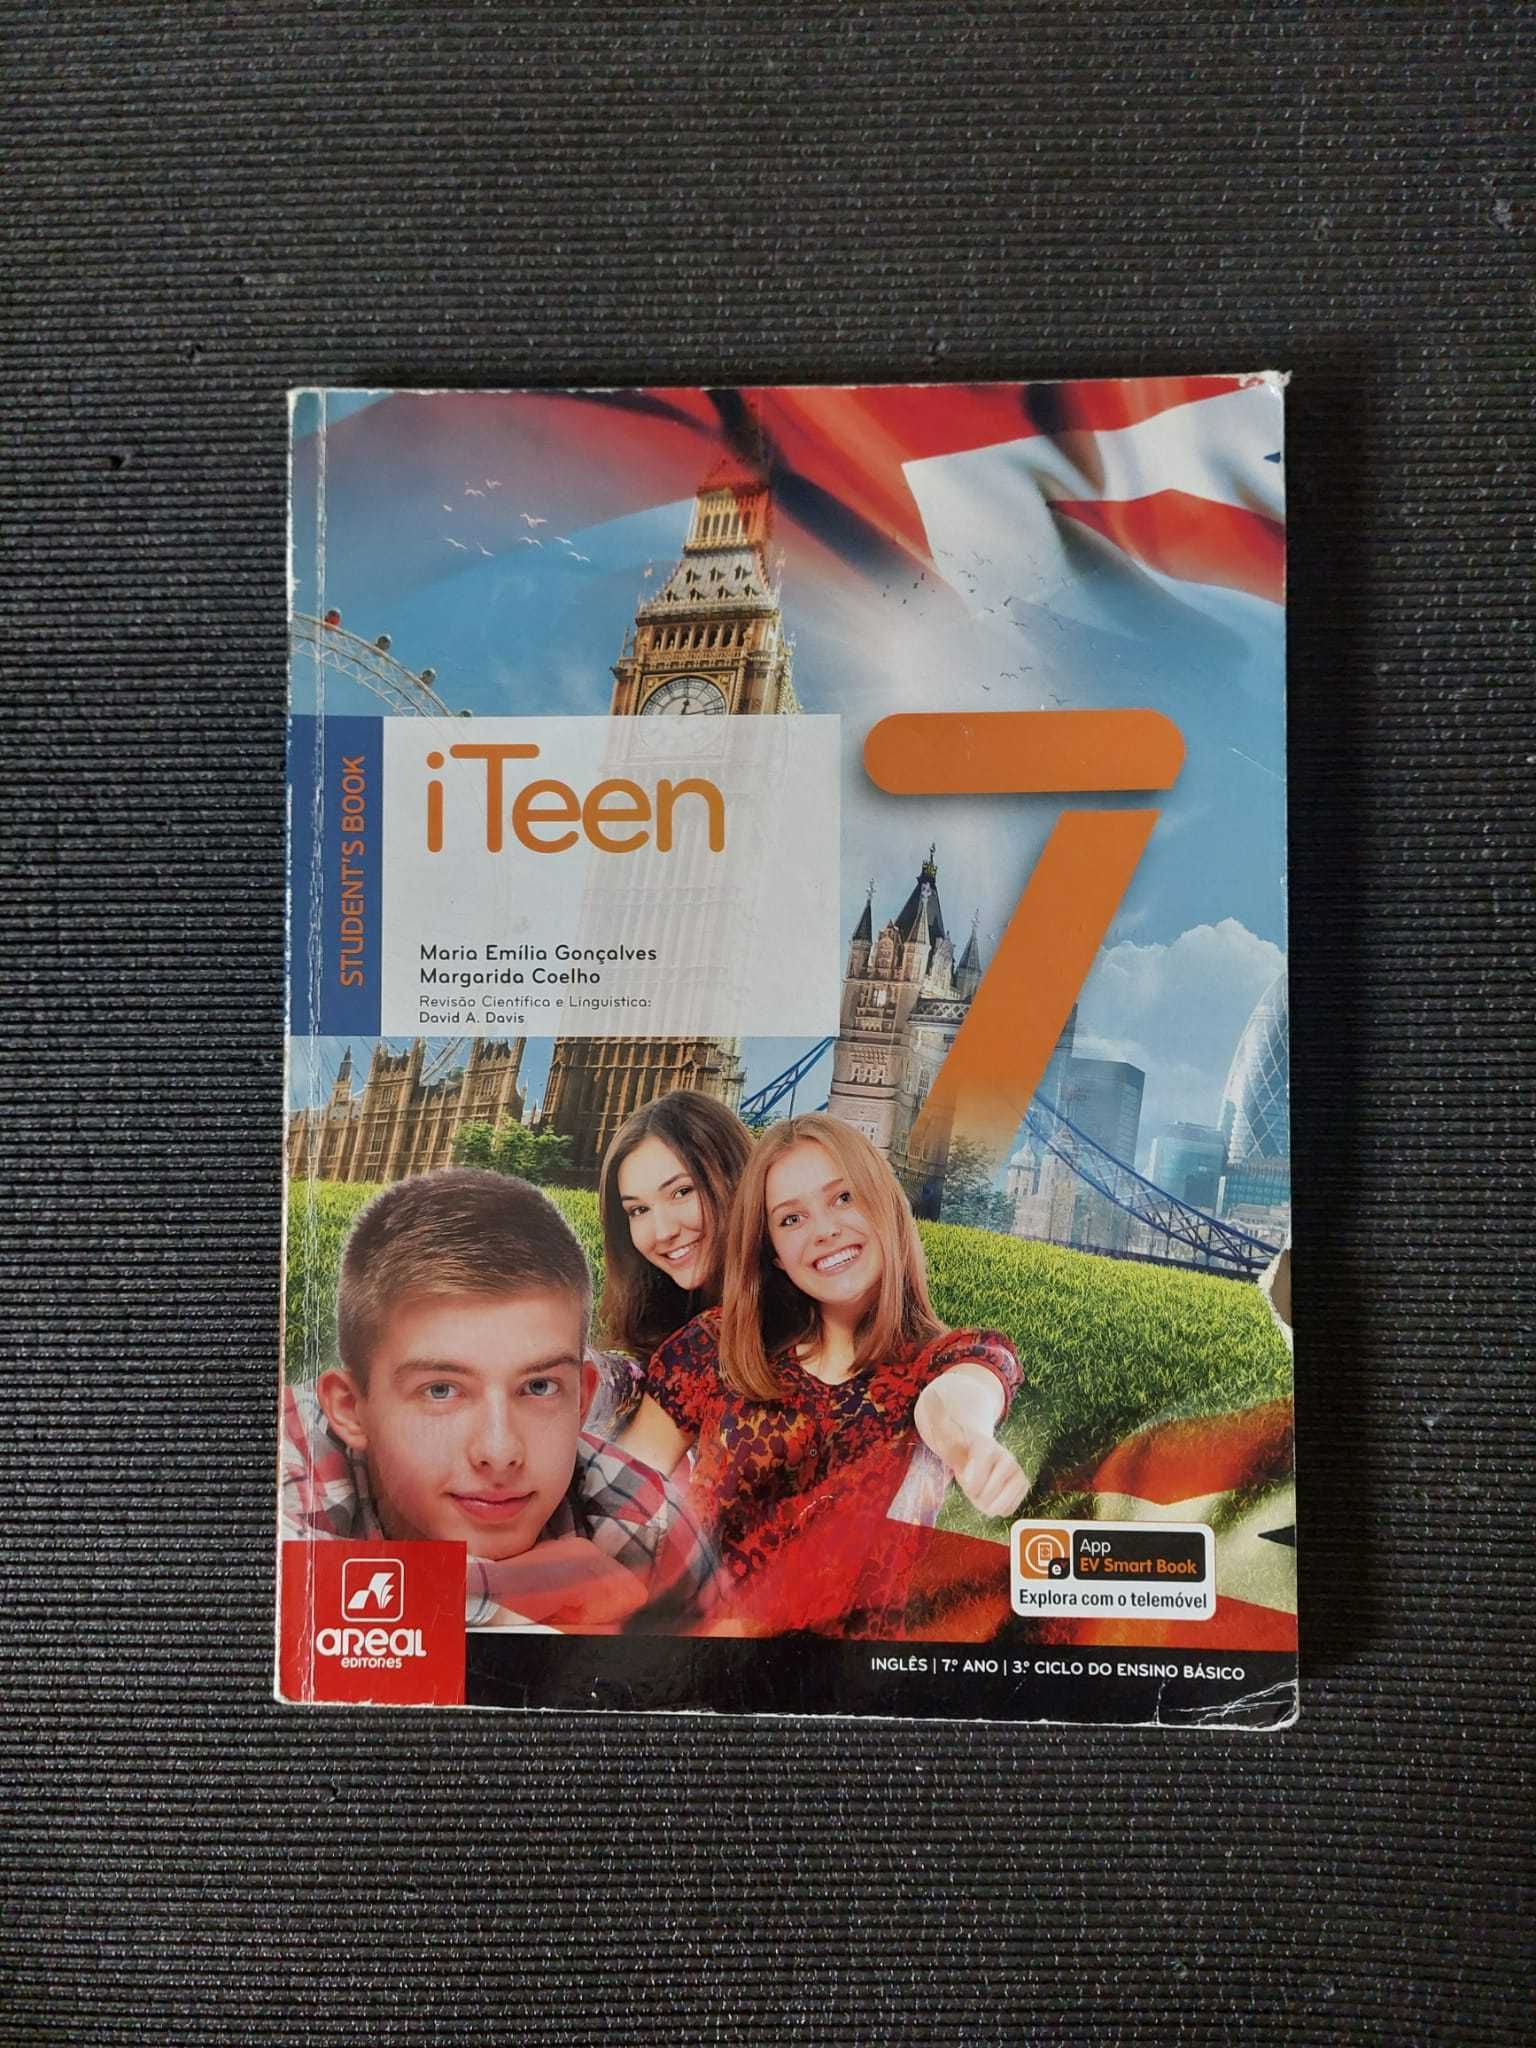 STUDENT'S BOOK
iTeen
7
Maria Emília Gonçalves
Margarida Coelho
Revisão Científica e Linguística:
David A. Davis
App
EV Smart Book
e
Explora com o telemóvel
AREAL
EDITORES
INGLÊS | 7.º ANO | 3.º CICLO DO ENSINO BÁSICO